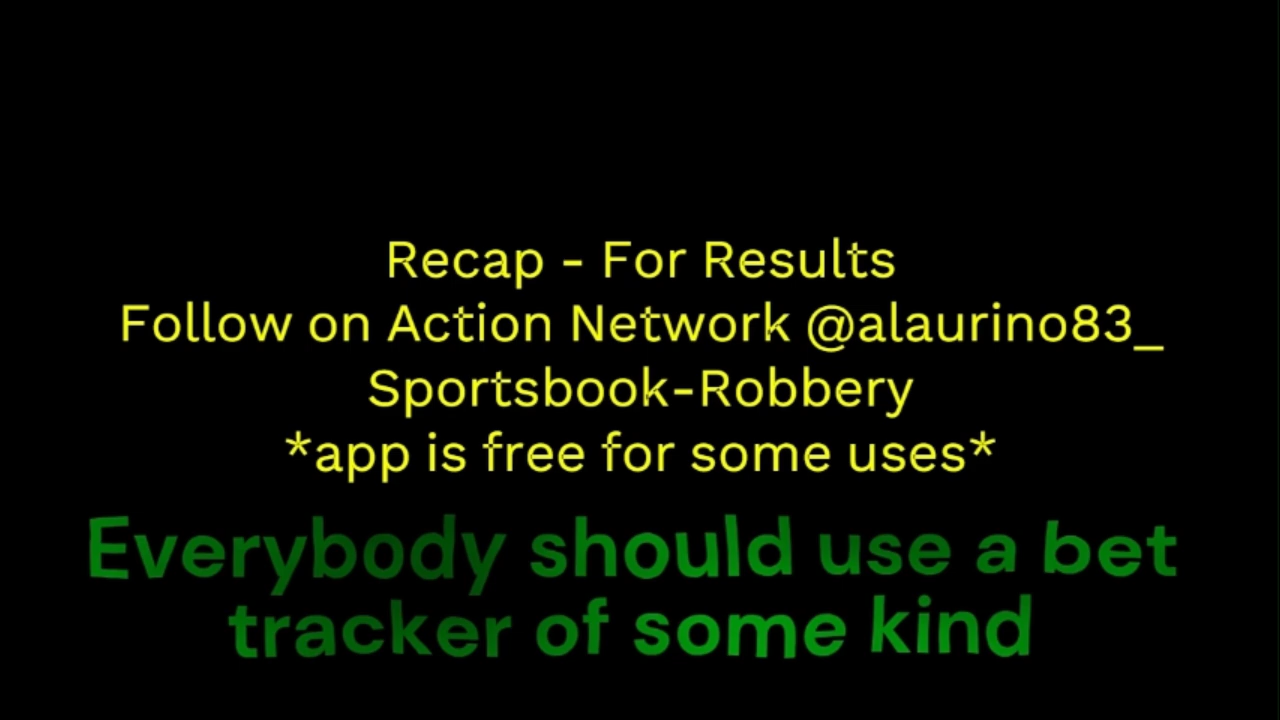 Recap - For Results
Follow on Action Network @alaurino83_
Sportsbook-Robbery
*app is free for some uses*
Everybody should use a bet
tracker of some kind